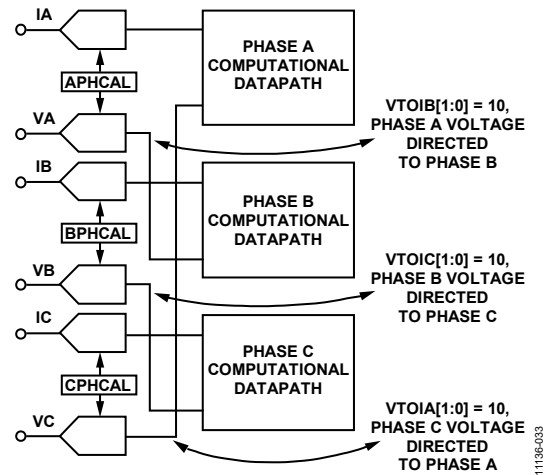 IA
PHASE A
COMPUTATIONAL
DATAPATH
APHCAL
VA
VTOIB[1:0] = 10,
PHASE A VOLTAGE
DIRECTED
TO PHASE B
IB
PHASE B
COMPUTATIONAL
DATAPATH
BPHCAL
VB
VTOIC[1:0] = 10,
PHASE B VOLTAGE
DIRECTED
TO PHASE C
IC
PHASE C
COMPUTATIONAL
DATAPATH
CPHCAL
VC
VTOIA[1:0] = 10,
PHASE C VOLTAGE
DIRECTED
TO PHASE A
11136-033